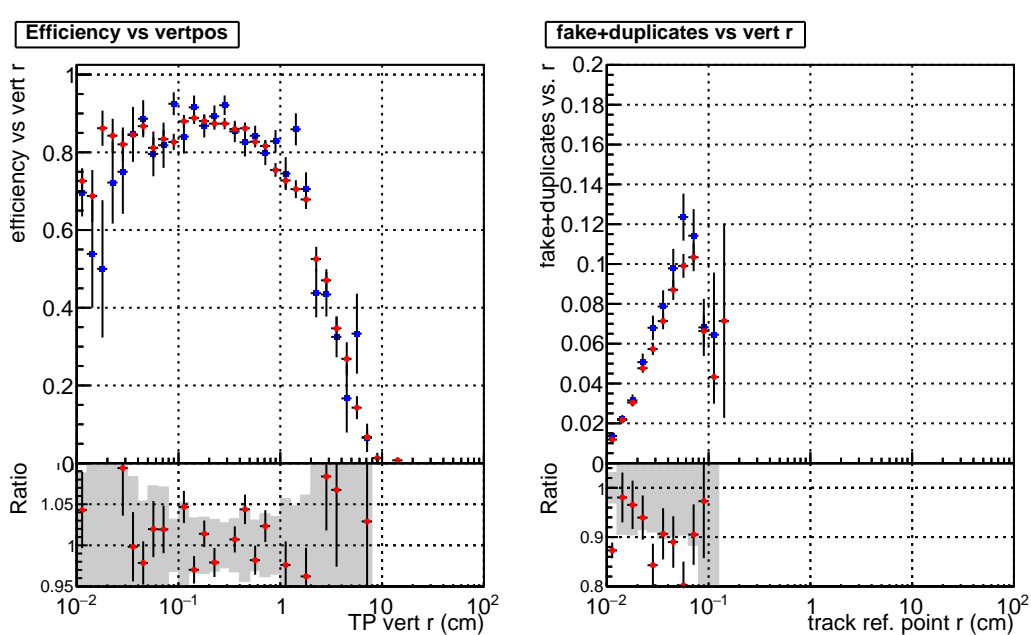 Efficiency vs vertpos
efficiency vs vert r
1
0.8
0.6
0.4
0.2
0
Ratio
1.05
1
0.95
10⁻² 10⁻¹ 1 10 10²
TP vert r (cm)
fake+duplicates vs vert r
fake+duplicates vs. r
0.2
0.18
0.16
0.14
0.12
0.1
0.08
0.06
0.04
0.02
0
Ratio
1
0.9
0.8
10⁻² 10⁻¹ 1 10 10²
track ref. point r (cm)